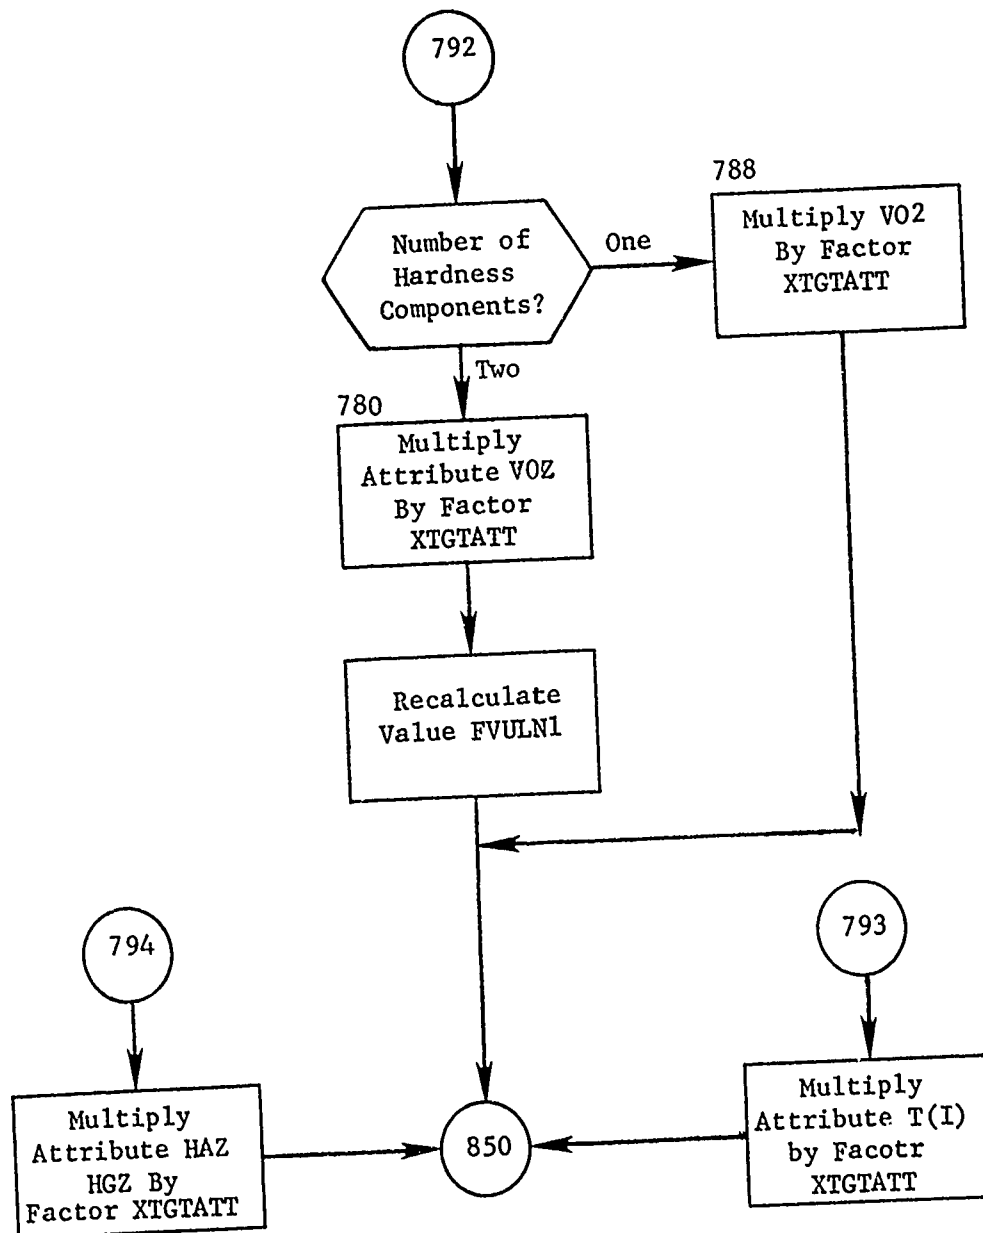 792
Number of
Hardness
Components?
One
788
Multiply VO2
By Factor
XTGTATT
Two
780
Multiply
Attribute VOZ
By Factor
XTGTATT
Recalculate
Value FVULN1
794
793
Multiply
Attribute HAZ
HGZ By
Factor XTGTATT
850
Multiply
Attribute T(I)
by Facotr
XTGTATT